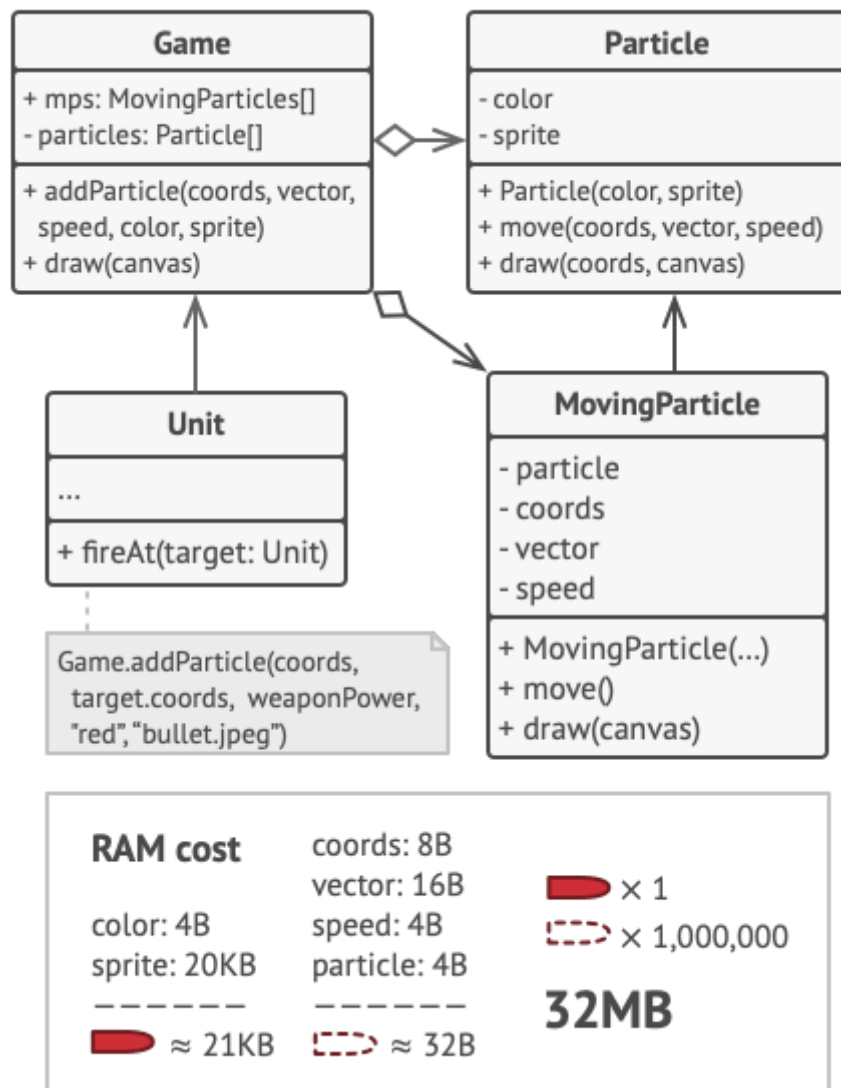 Game
+ mps: MovingParticles[]
- particles: Particle[]
+ addParticle(coords, vector,
speed, color, sprite)
+ draw(canvas)
Particle
- color
- sprite
+ Particle(color, sprite)
+ move(coords, vector, speed)
+ draw(coords, canvas)
Unit
...
+ fireAt(target: Unit)
Game.addParticle(coords,
target.coords, weaponPower,
"red", “bullet.jpeg”)
MovingParticle
- particle
- coords
- vector
- speed
+ MovingParticle(...)
+ move()
+ draw(canvas)
RAM cost
color: 4B
sprite: 20KB
––––––
≈ 21KB
coords: 8B
vector: 16B
speed: 4B
particle: 4B
––––––
≈ 32B
× 1
× 1,000,000
32MB